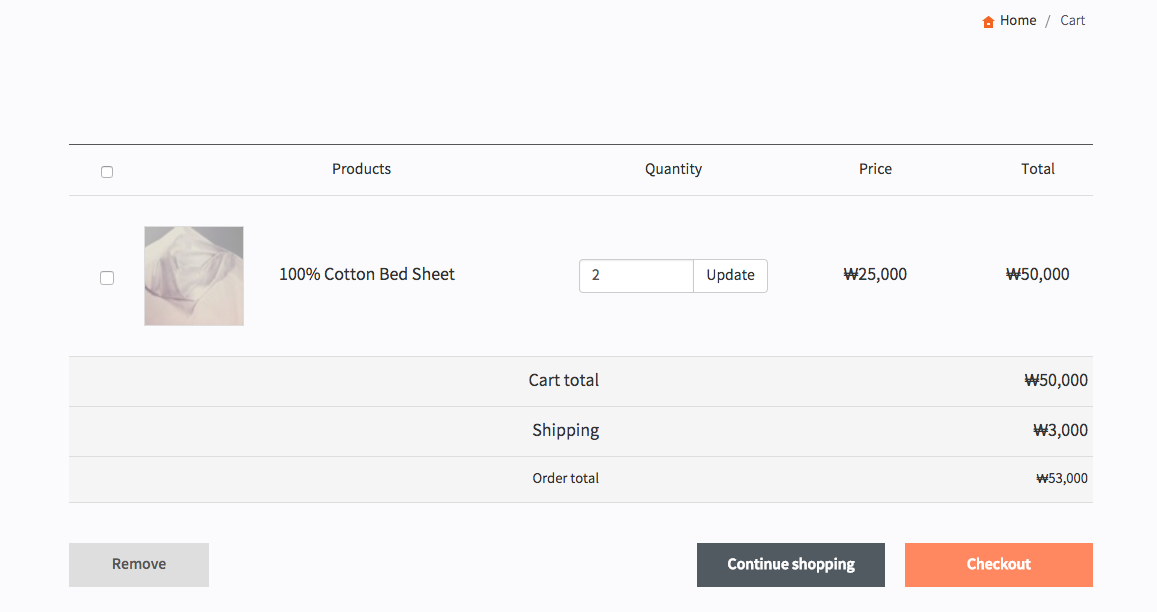 Home / Cart
Products Quantity Price Total
100% Cotton Bed Sheet 2 Update ₩25,000 ₩50,000
Cart total ₩50,000
Shipping ₩3,000
Order total ₩53,000
Remove Continue shopping Checkout